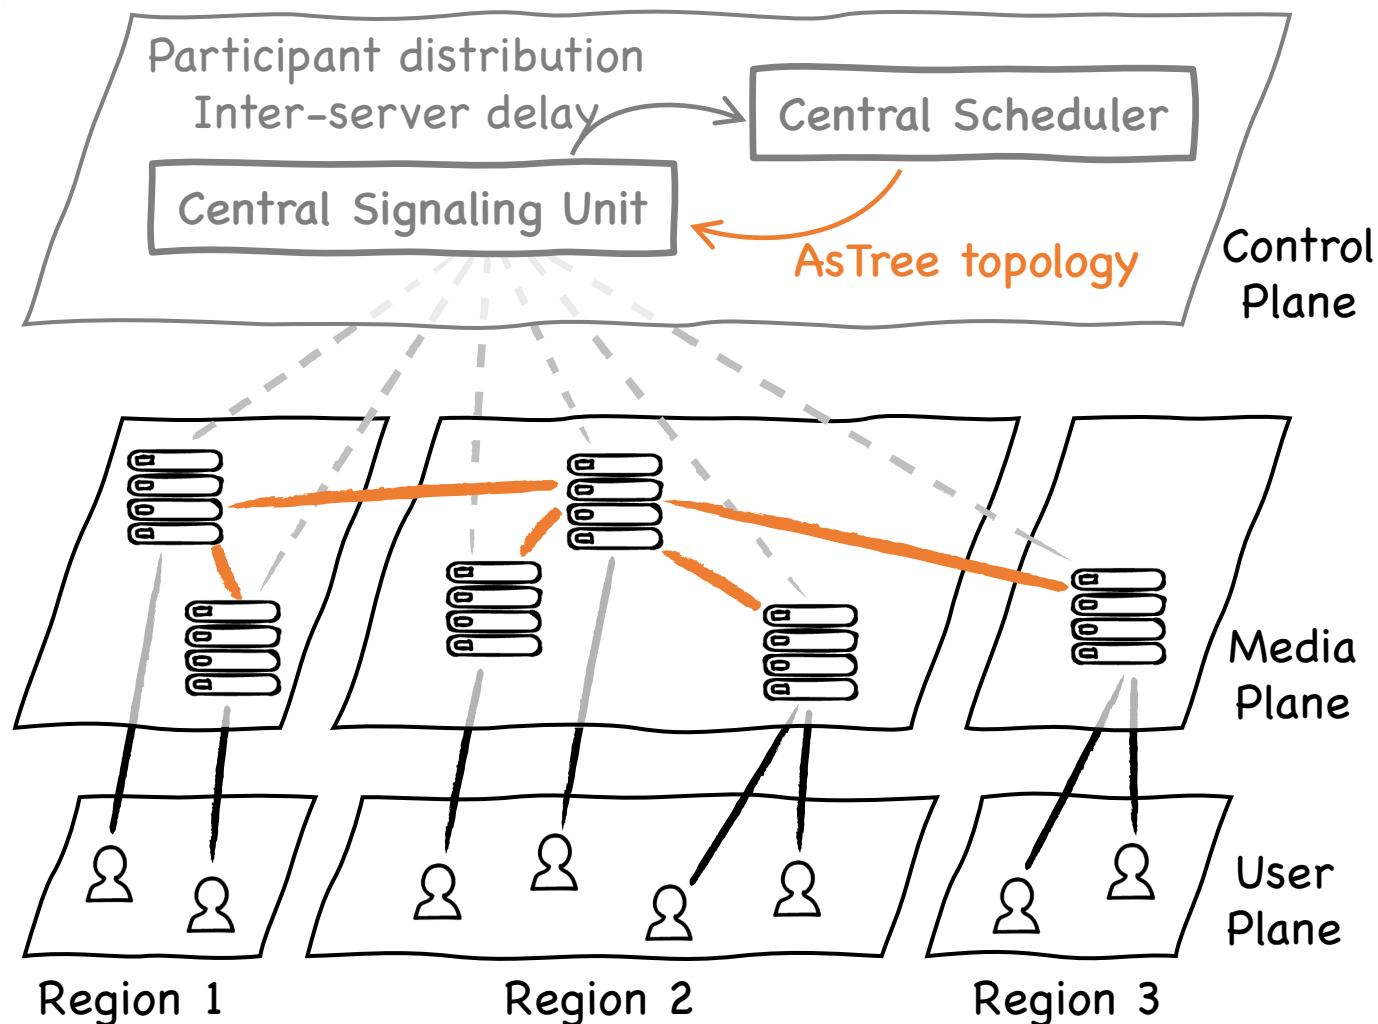 Participant distribution
Inter-server delay
Central Scheduler
Central Signaling Unit
AsTree topology
Control
Plane
Media
Plane
User
Plane
Region 1
Region 2
Region 3